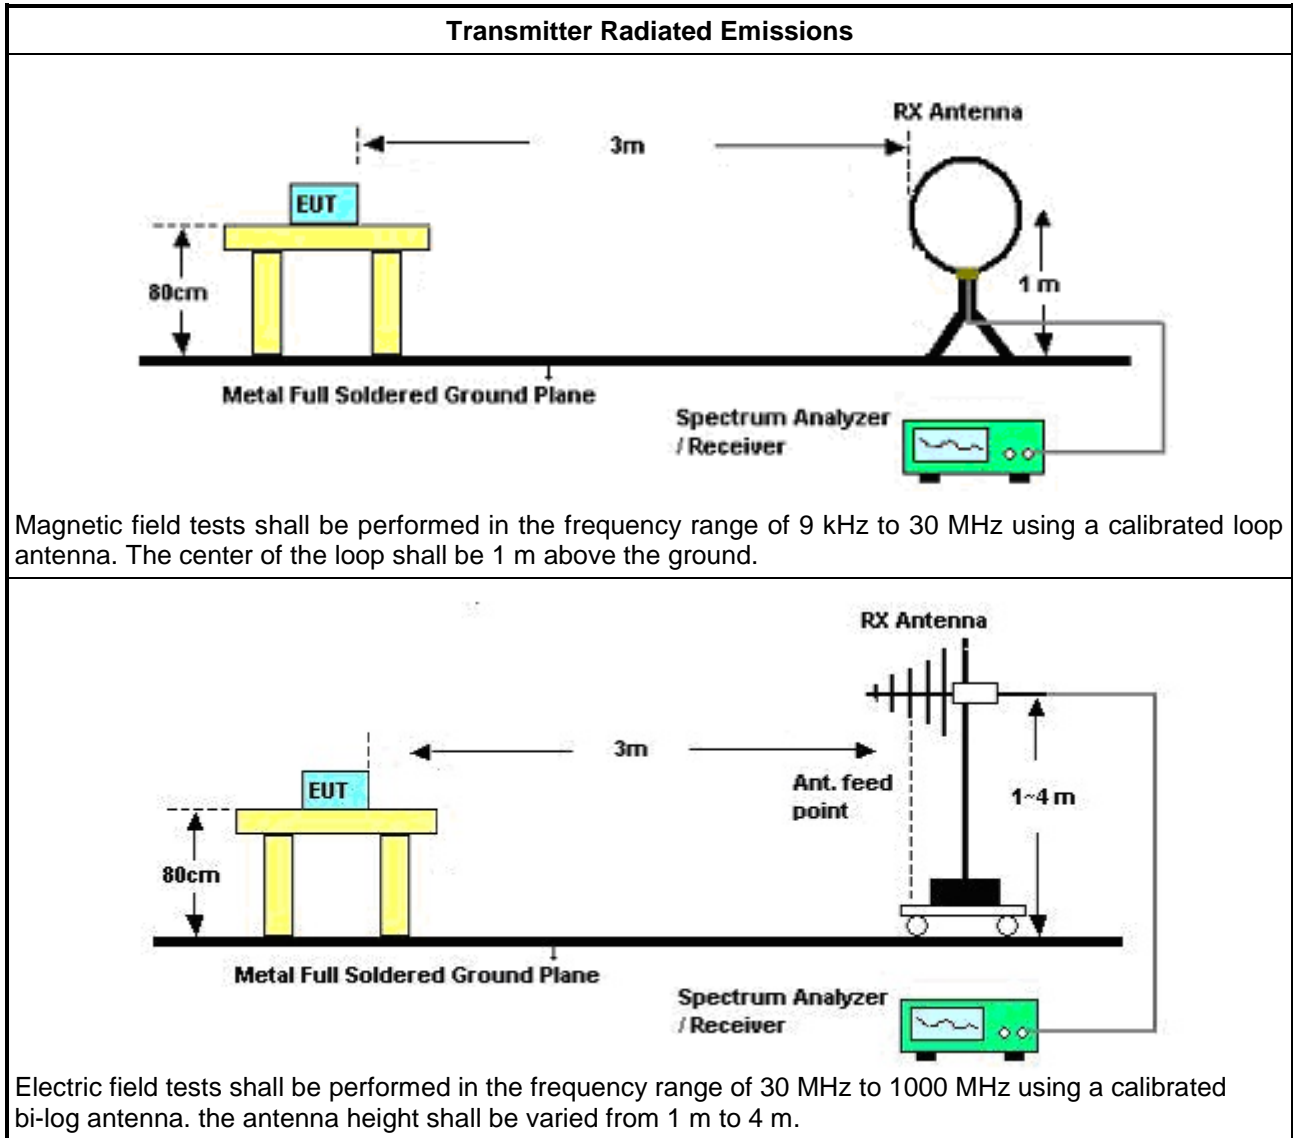 Transmitter Radiated Emissions
RX Antenna
3m
EUT
80cm
1 m
Metal Full Soldered Ground Plane
Spectrum Analyzer
/ Receiver
Magnetic field tests shall be performed in the frequency range of 9 kHz to 30 MHz using a calibrated loop
antenna. The center of the loop shall be 1 m above the ground.
RX Antenna
3m
EUT
Ant. feed
point
1~4 m
80cm
Metal Full Soldered Ground Plane
Spectrum Analyzer
/ Receiver
Electric field tests shall be performed in the frequency range of 30 MHz to 1000 MHz using a calibrated
bi-log antenna. the antenna height shall be varied from 1 m to 4 m.